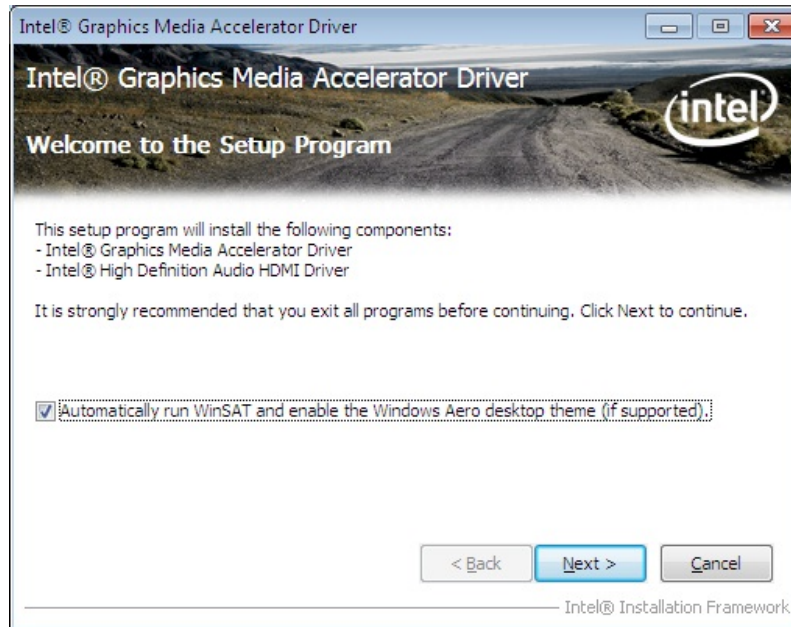 Intel® Graphics Media Accelerator Driver
Intel® Graphics Media Accelerator Driver
intel
Welcome to the Setup Program
This setup program will install the following components:
- Intel® Graphics Media Accelerator Driver
- Intel® High Definition Audio HDMI Driver
It is strongly recommended that you exit all programs before continuing. Click Next to continue.
Automatically run WinSAT and enable the Windows Aero desktop theme (if supported).
< Back
Next >
Cancel
Intel® Installation Framework